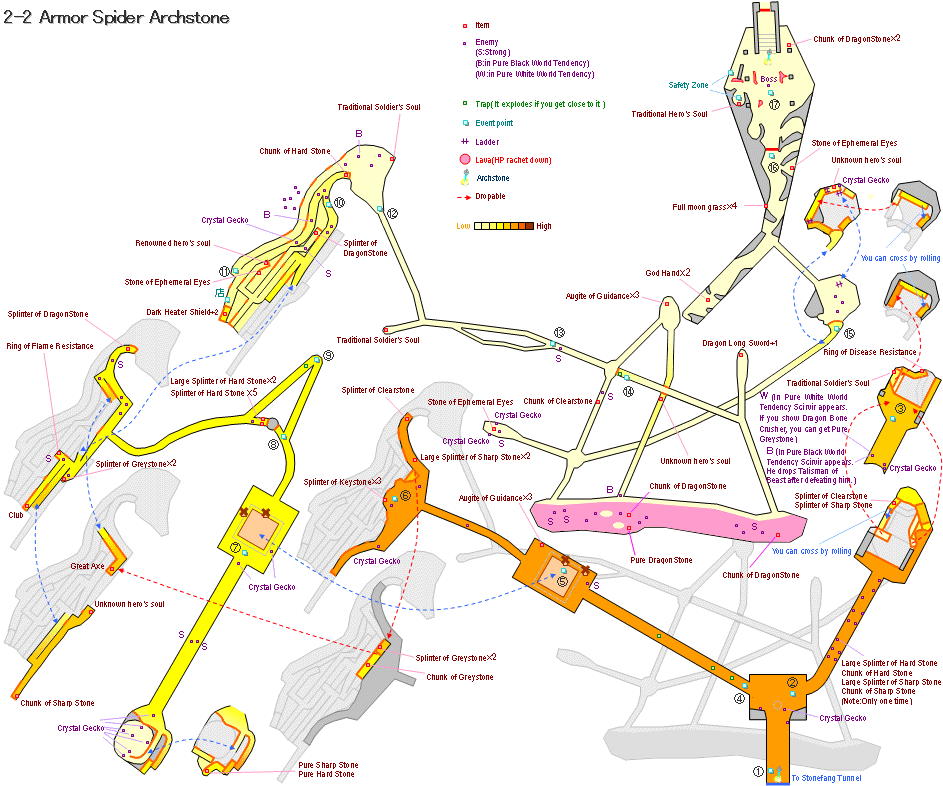 2-2 Armor Spider Archstone
Item
Enemy
(S:Strong)
(B:in Pure Black World Tendency)
(W:in Pure White World Tendency)
Trap(It explodes if you get close to it )
Event point
Ladder
Lava(HP rachet down)
Archstone
Dropable
Low
High
Chunk of DragonStone×2
Safety Zone
Boss
⑰
Traditional Hero's Soul
⑯
Stone of Ephemeral Eyes
Unknown hero's soul
Crystal Gecko
Full moon grass×4
You can cross by rolling
Traditional Soldier's Soul
B
Chunk of Hard Stone
⑩
⑫
Crystal Gecko
B
Renowned hero's soul
Splinter of
DragonStone
S
⑪
Stone of Ephemeral Eyes
店
Dark Heater Shield+2
God Hand×2
Augite of Guidance×3
⑮
Splinter of DragonStone
Ring of Flame Resistance
S
Traditional Soldier's Soul
⑬
S
Dragon Long Sword+1
Ring of Disease Resistance
⑨
⑭
Large Splinter of Hard Stone×2
Splinter of Hard Stone×5
⑧
Splinter of Clearstone
Chunk of Clearstone
S
Stone of Ephemeral Eyes
Crystal Gecko
Crystal Gecko
S
Traditional Soldier's Soul
W (In Pure White World
Tendency Scirvir appears.
If you show Dragon Bone
Crusher, you can get Pure
Greystone)
B (In Pure Black World
Tendency Scirvir appears.
He drops Talisman of
Beast after defeating him.)
③
Crystal Gecko
S
Splinter of Greystone×2
Club
Large Splinter of Sharp Stone×2
Unknown hero's soul
Splinter of Keystone×3
⑥
Augite of Guidance×3
B
Chunk of DragonStone
S
S
S
Splinter of Clearstone
Splinter of Sharp Stone
You can cross by rolling
Pure DragonStone
Chunk of DragonStone
⑦
Crystal Gecko
Crystal Gecko
⑤
S
Great Axe
Unknown hero's soul
S
S
Splinter of Greystone×2
Chunk of Greystone
Large Splinter of Hard Stone
Chunk of Hard Stone
Large Splinter of Sharp Stone
Chunk of Sharp Stone
(Note:Only one time)
②
④
Crystal Gecko
Chunk of Sharp Stone
Crystal Gecko
Pure Sharp Stone
Pure Hard Stone
①
To Stonefang Tunnel